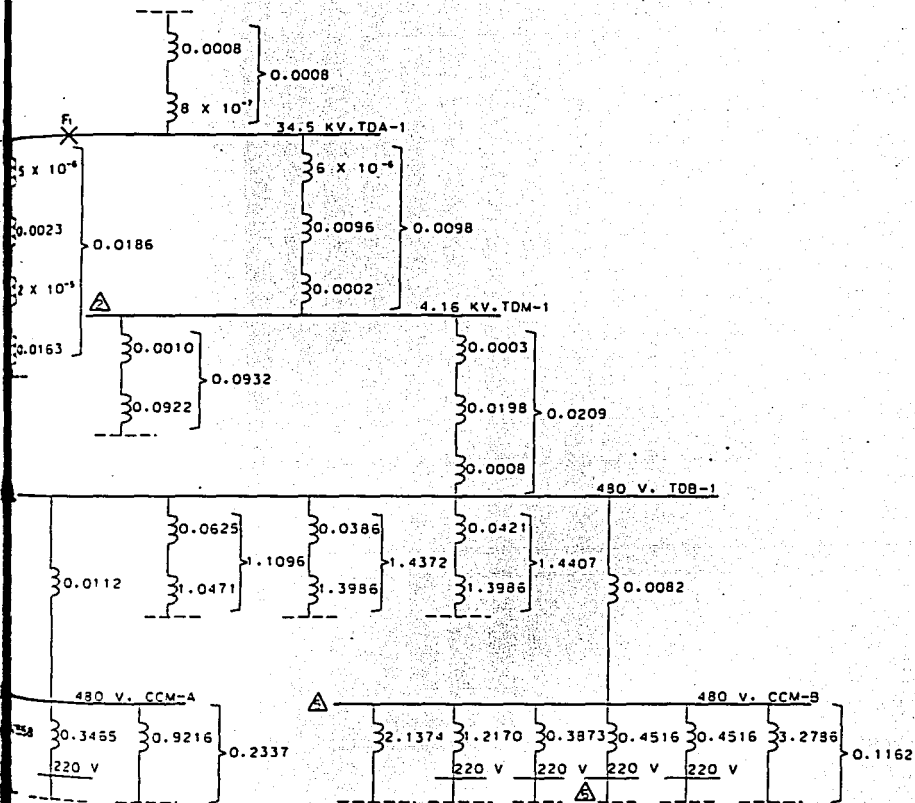 0.0008
0.0008
8 X 10⁻⁷
F1
34.5 KV.TDA-1
5 X 10⁻⁶
6 X 10⁻⁶
0.0023
0.0186
0.0096
0.0098
2 X 10⁻⁵
0.0002
2
4.16 KV.TDM-1
0.0163
0.0010
0.0932
0.0003
0.0922
0.0198
0.0209
0.0008
480 V. TDB-1
0.0625
0.0386
0.0421
0.0112
1.1096
1.4372
1.4407
0.0082
1.0471
1.3986
1.3986
480 V. CCM-A
480 V. CCM-B
0.3465
0.9216
0.2337
2.1374
1.2170
0.3873
0.4516
0.4516
3.2786
0.1162
220 V
220 V
220 V
220 V
220 V
5